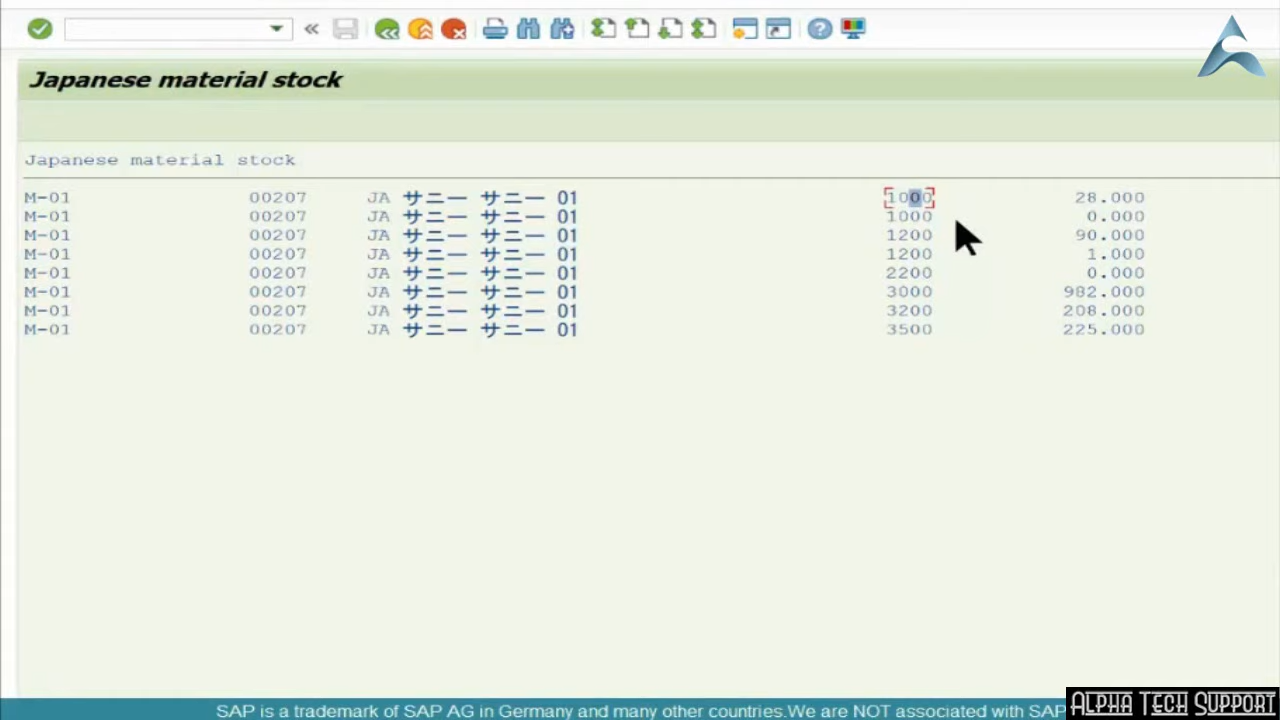 Japanese material stock
Japanese material stock
M-01 00207 JA サニー サニー 01 1000 28.000
M-01 00207 JA サニー サニー 01 1000 0.000
M-01 00207 JA サニー サニー 01 1200 90.000
M-01 00207 JA サニー サニー 01 1200 1.000
M-01 00207 JA サニー サニー 01 2200 0.000
M-01 00207 JA サニー サニー 01 3000 982.000
M-01 00207 JA サニー サニー 01 3200 208.000
M-01 00207 JA サニー サニー 01 3500 225.000
SAP is a trademark of SAP AG in Germany and many other countries.We are NOT associated with SAP
Alpha Tech Support